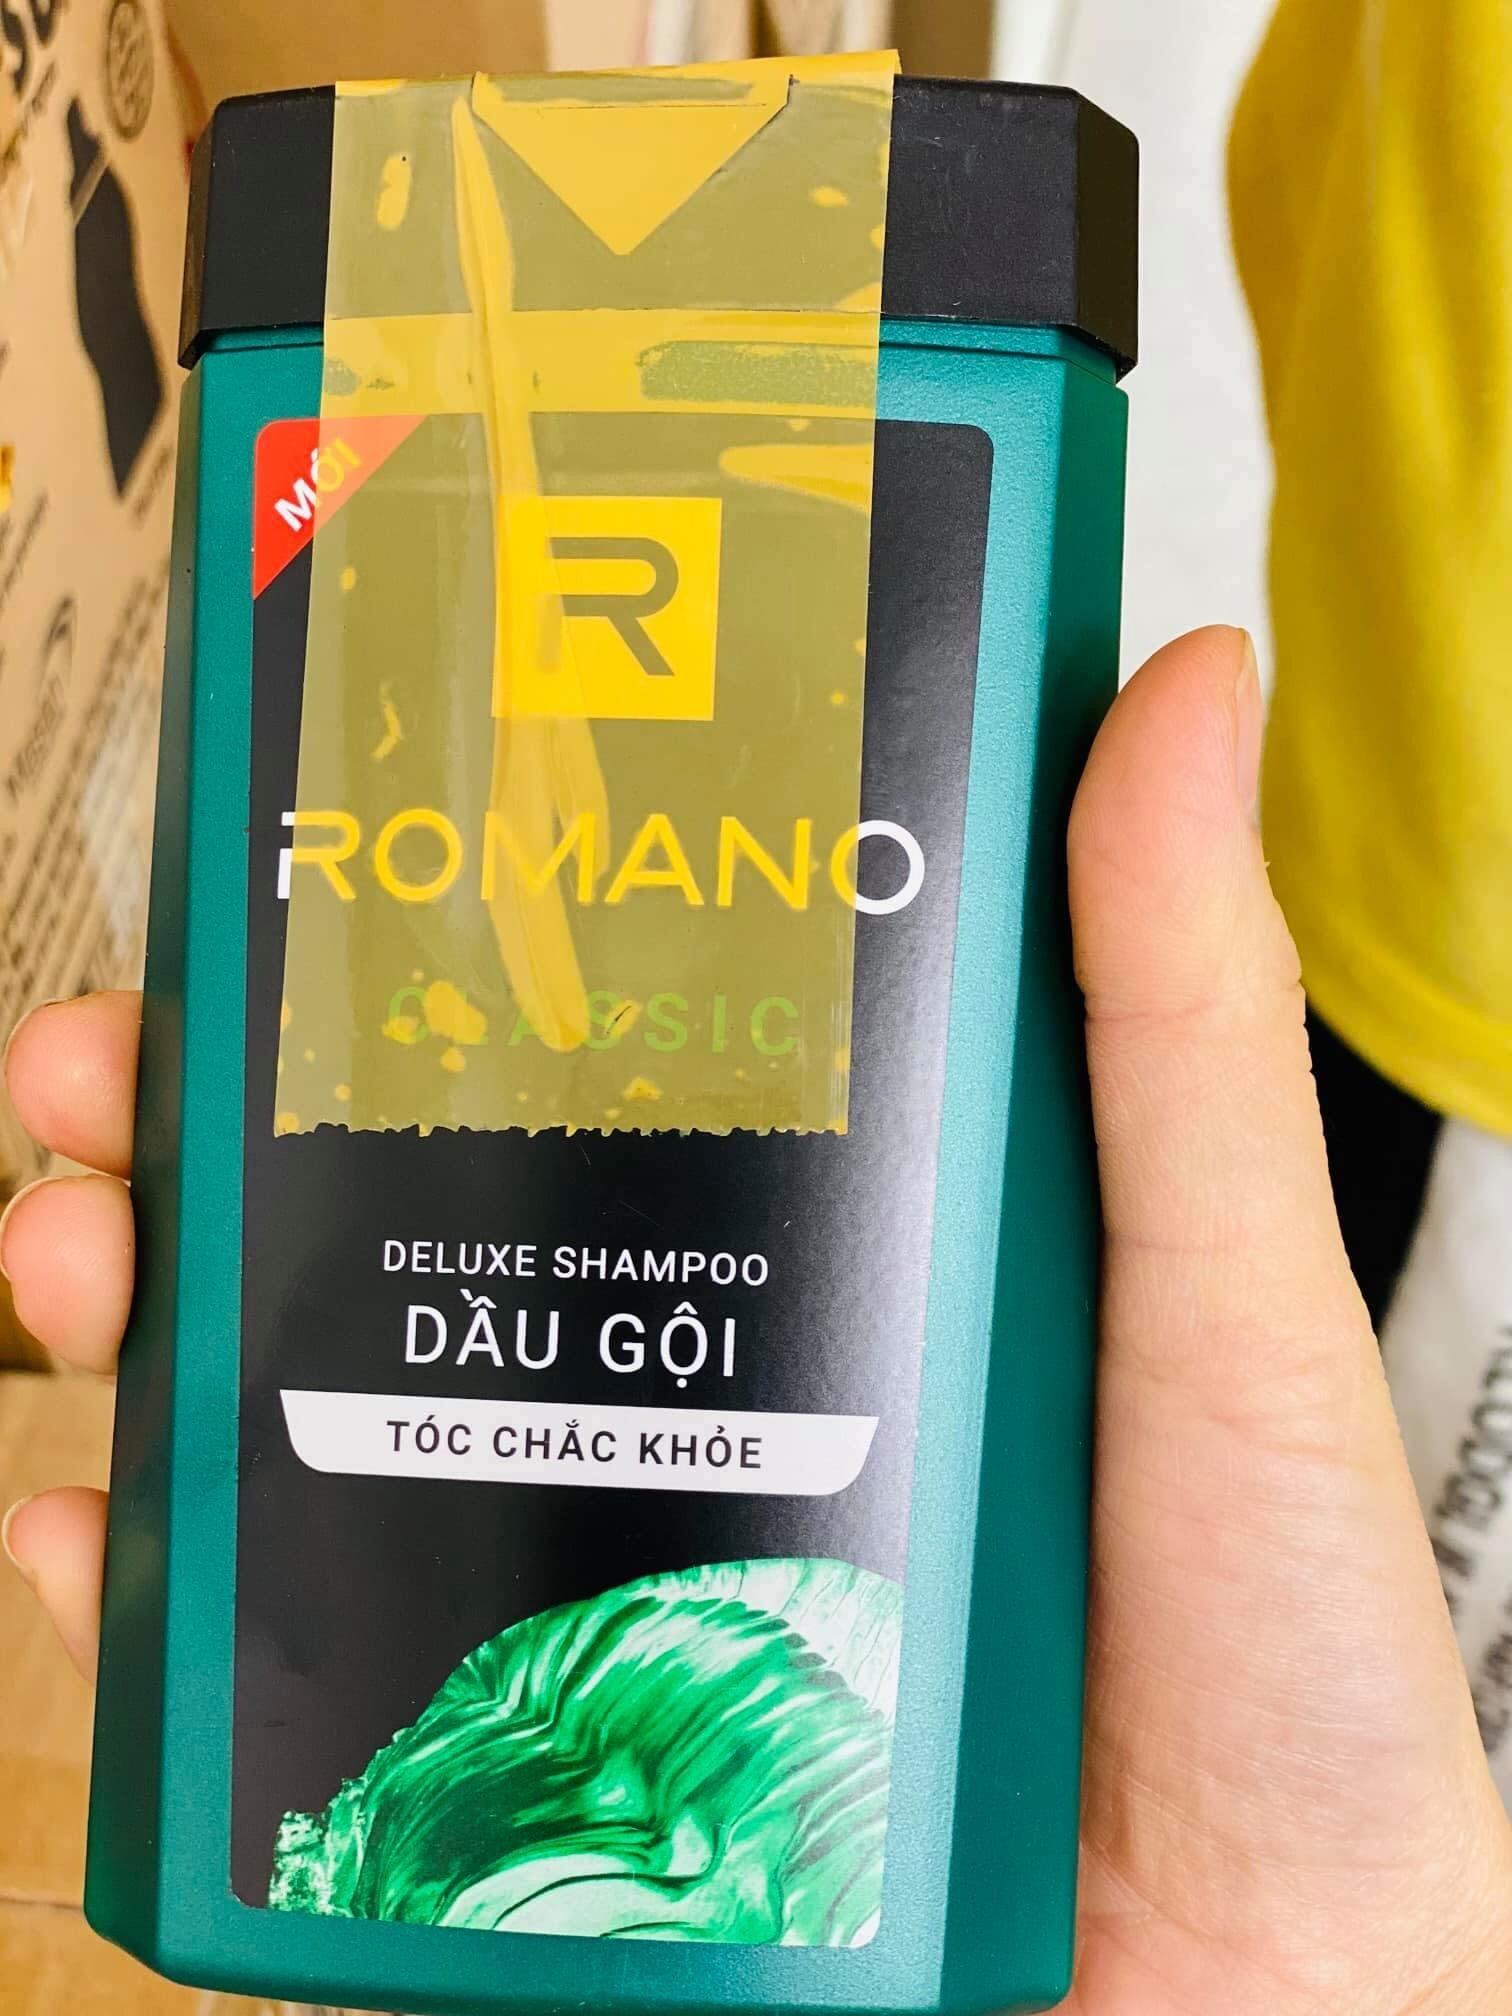 MỚI
R
ROMANO
CLASSIC
DELUXE SHAMPOO
DẦU GỘI
TÓC CHẮC KHỎE